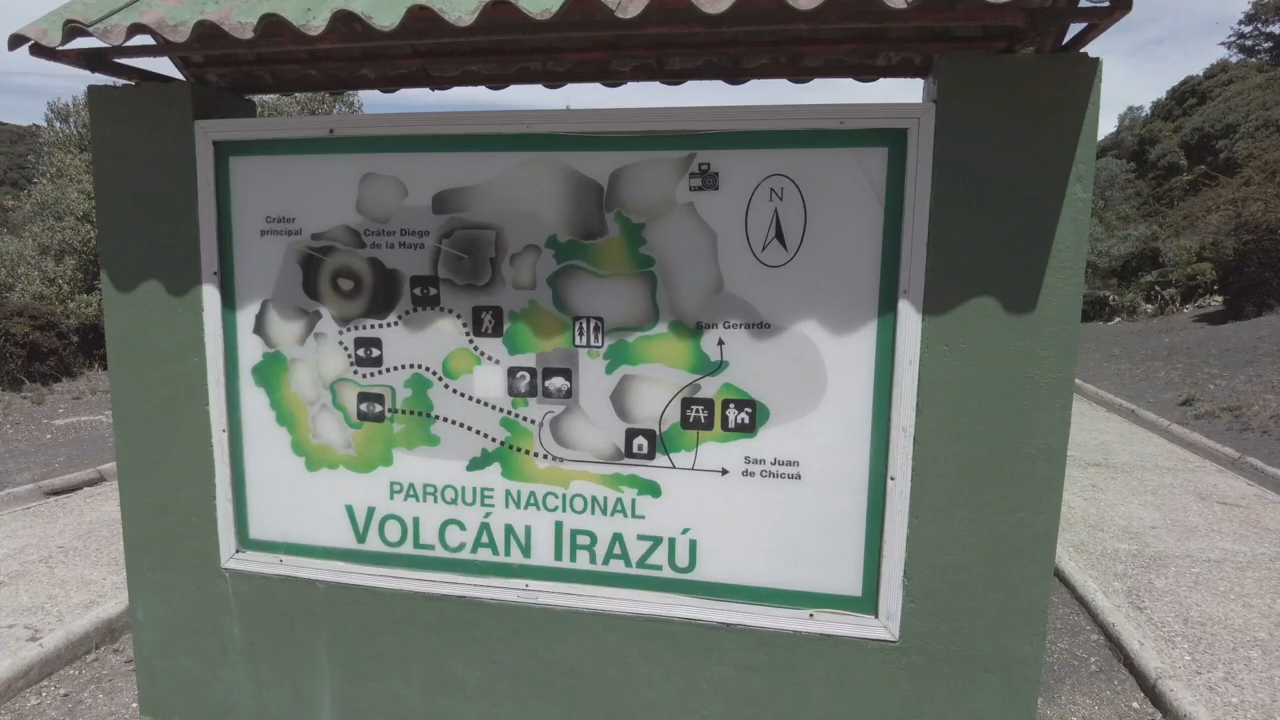 N
Cráter
principal
Cráter Diego
de la Haya
San Gerardo
San Juan
de Chicuá
PARQUE NACIONAL
VOLCÁN IRAZÚ